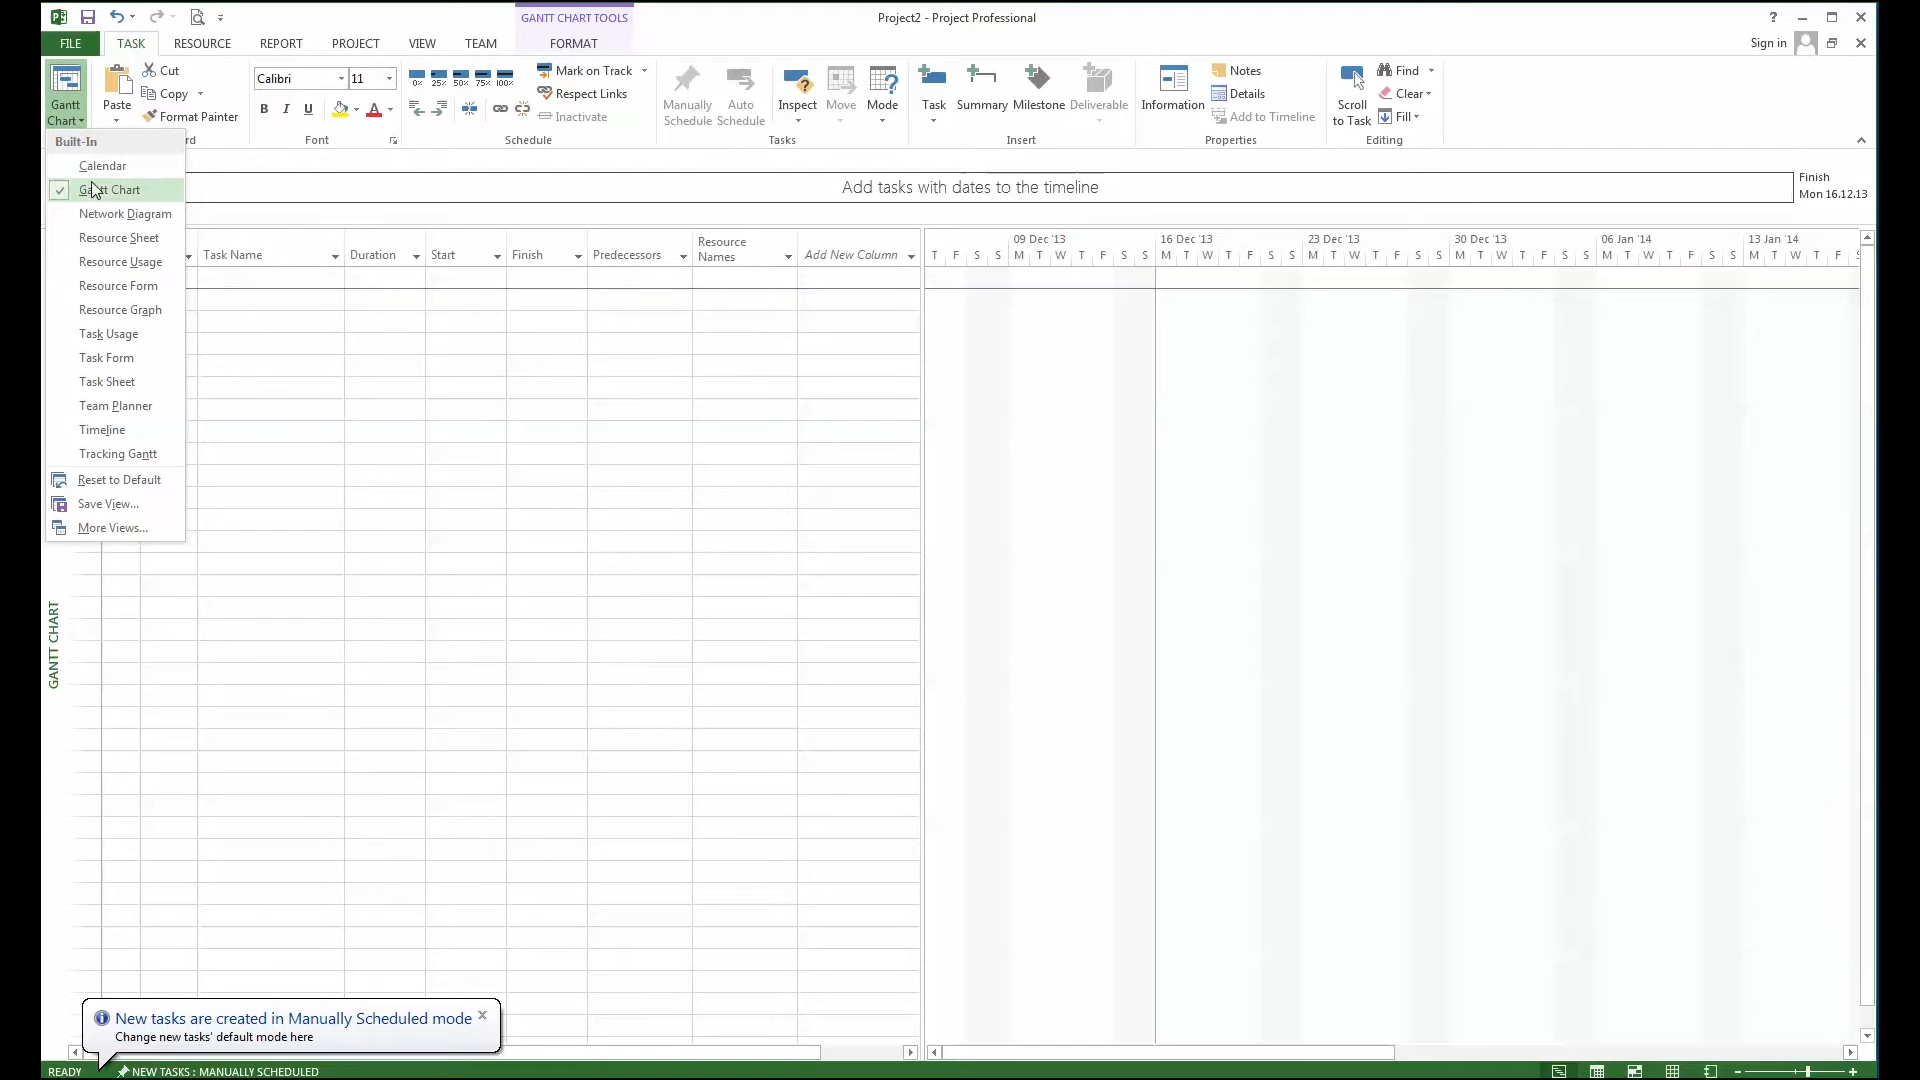 GANTT CHART TOOLS
Project2 - Project Professional
?
FILE TASK RESOURCE REPORT PROJECT VIEW TEAM FORMAT
Sign in
Gantt Chart
Paste
Cut
Copy
Format Painter
Calibri 11
B I U A
Font
0% 25% 50% 75% 100%
Mark on Track
Respect Links
Inactivate
Schedule
Manually Schedule
Auto Schedule
Inspect
Move
Mode
Tasks
Task
Summary
Milestone
Deliverable
Insert
Information
Notes
Details
Add to Timeline
Properties
Scroll to Task
Find
Clear
Fill
Editing
Built-In
Calendar
Gantt Chart
Network Diagram
Resource Sheet
Resource Usage
Resource Form
Resource Graph
Task Usage
Task Form
Task Sheet
Team Planner
Timeline
Tracking Gantt
Reset to Default
Save View...
More Views...
Add tasks with dates to the timeline
Finish
Mon 16.12.13
Task Name Duration Start Finish Predecessors Resource Names Add New Column
09 Dec '13 16 Dec '13 23 Dec '13 30 Dec '13 06 Jan '14 13 Jan '14
T F S S M T W T F S S M T W T F S S M T W T F S S M T W T F S S M T W T F S S M T W T F
GANTT CHART
New tasks are created in Manually Scheduled mode
Change new tasks' default mode here
READY NEW TASKS : MANUALLY SCHEDULED